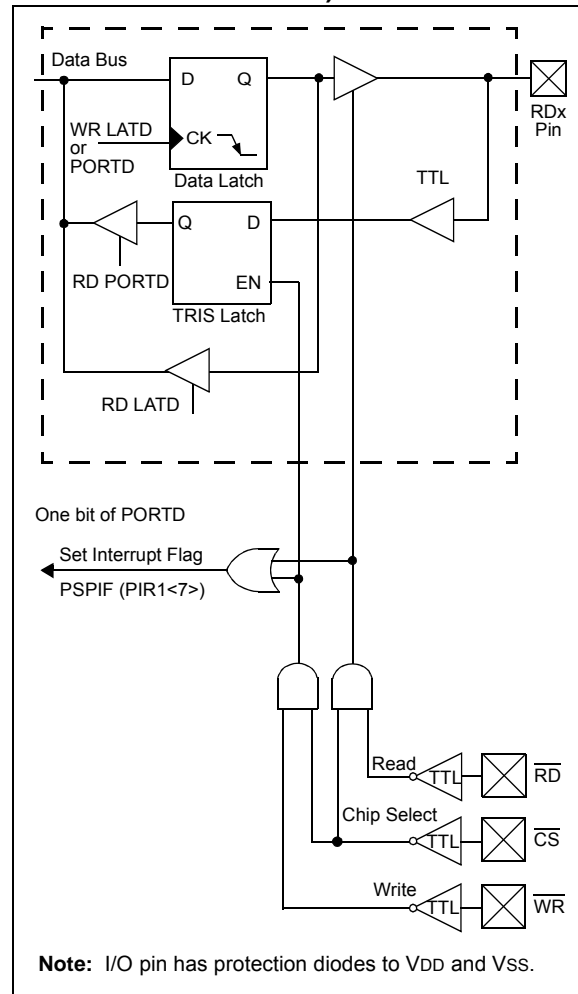 Data Bus
D Q
RDx
Pin
WR LATD
or
PORTD
CK
Data Latch
TTL
Q D
RD PORTD
EN
TRIS Latch
RD LATD
One bit of PORTD
Set Interrupt Flag
PSPIF (PIR1<7>)
Read
TTL
RD
Chip Select
TTL
CS
Write
TTL
WR
Note: I/O pin has protection diodes to VDD and VSS.